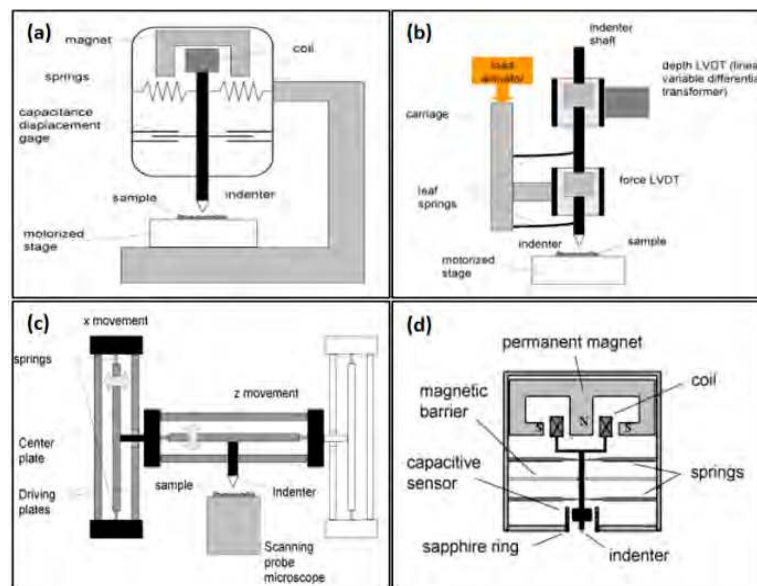 (a)
magnet
coil
springs
capacitance
displacement
gage
sample
indenter
motorized
stage
(b)
indenter
shaft
load
actuator
depth LVDT (linea
variable differenti
transformer)
carriage
leaf
springs
force LVDT
indenter
sample
motorized
stage
(c)
x movement
springs
z movement
Center
plate
Driving
plates
sample
Indenter
Scanning
probe
microscope
(d)
permanent magnet
coil
magnetic
barrier
S
N
S
capacitive
sensor
springs
sapphire ring
indenter